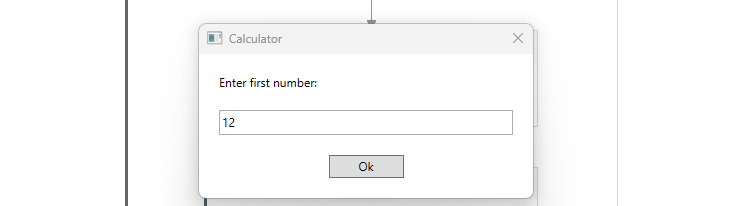 Calculator
Enter first number:
12
Ok